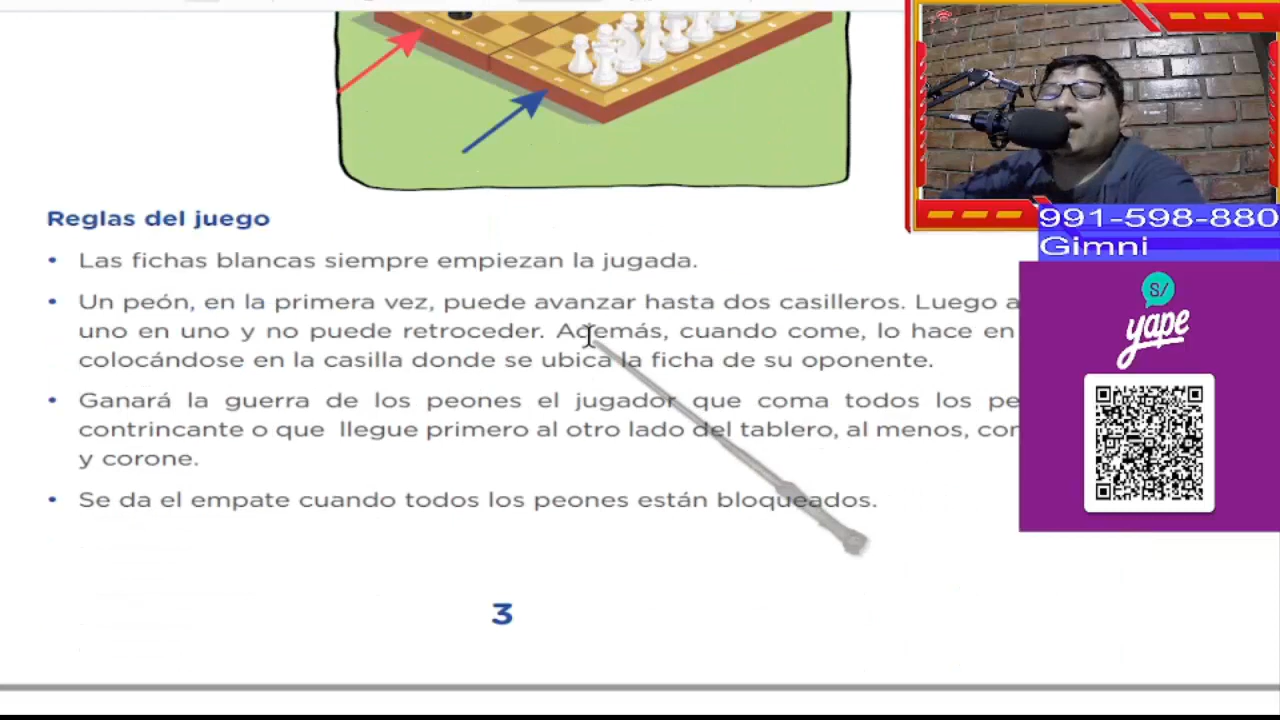 991-598-880
Gimni
S/
yape
Reglas del juego
• Las fichas blancas siempre empiezan la jugada.
• Un peón, en la primera vez, puede avanzar hasta dos casilleros. Luego
uno en uno y no puede retroceder. Además, cuando come, lo hace en
colocándose en la casilla donde se ubica la ficha de su oponente.
• Ganará la guerra de los peones el jugador que coma todos los
contrincante o que llegue primero al otro lado del tablero, al menos,
y corone.
• Se da el empate cuando todos los peones están bloqueados.
3